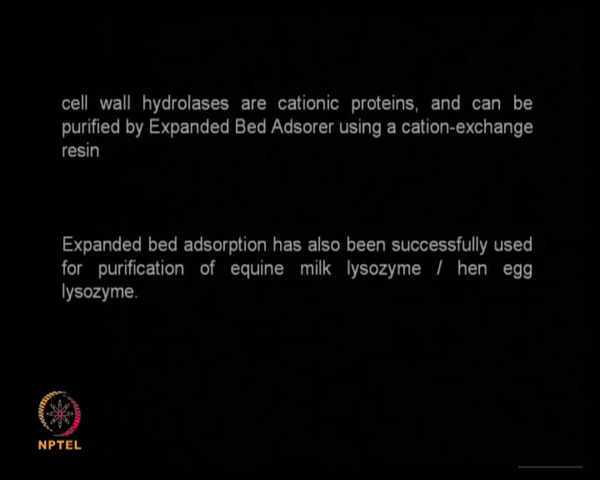 cell wall hydrolases are cationic proteins, and can be
purified by Expanded Bed Adsorer using a cation-exchange
resin
Expanded bed adsorption has also been successfully used
for purification of equine milk lysozyme / hen egg
lysozyme.
NPTEL